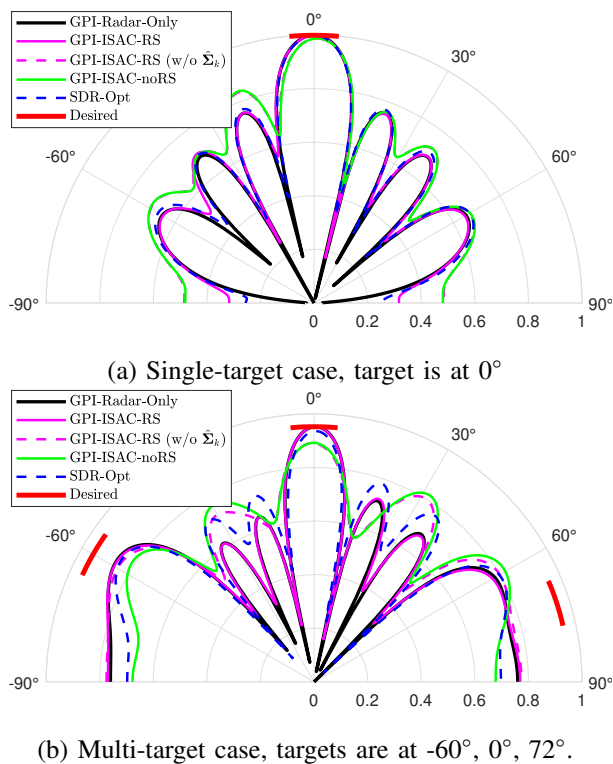 0°
GPI-Radar-Only
GPI-ISAC-RS
GPI-ISAC-RS (w/o Σ̂ₖ)
GPI-ISAC-noRS
SDR-Opt
Desired
30°
-60°
60°
-90°
90°
0 0.2 0.4 0.6 0.8 1
(a) Single-target case, target is at 0°
0°
GPI-Radar-Only
GPI-ISAC-RS
GPI-ISAC-RS (w/o Σ̂ₖ)
GPI-ISAC-noRS
SDR-Opt
Desired
30°
-60°
60°
-90°
90°
0 0.2 0.4 0.6 0.8 1
(b) Multi-target case, targets are at -60°, 0°, 72°.